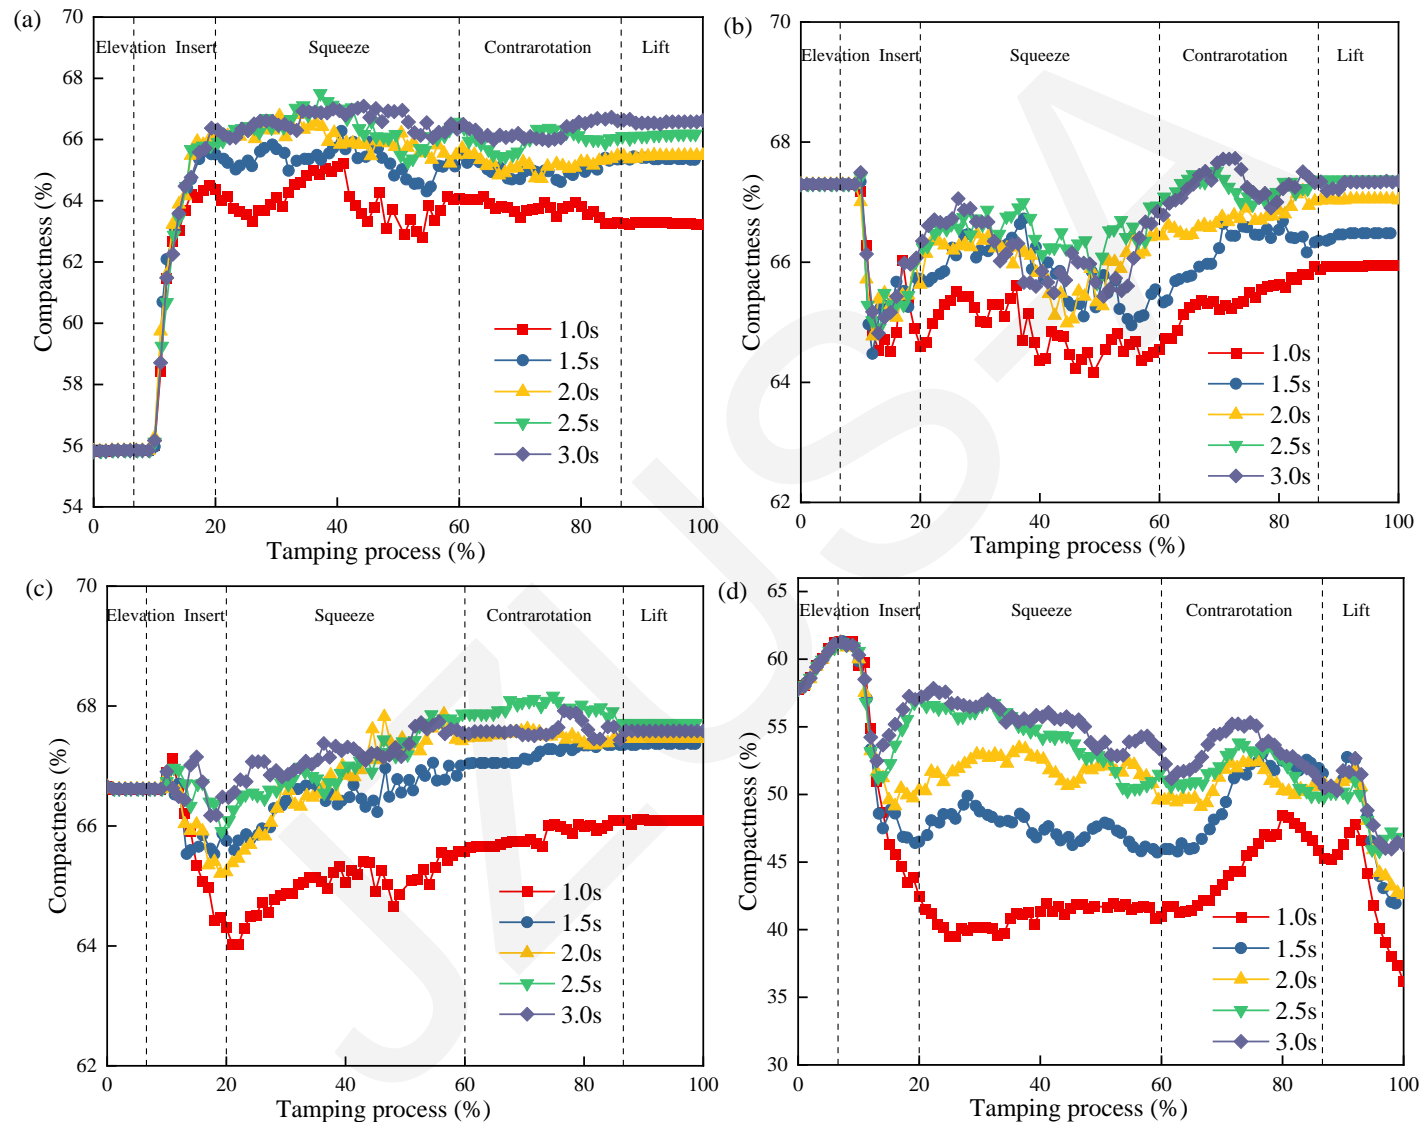 (a)
70
68
66
64
62
60
58
56
54
Compactness (%)
Elevation Insert Squeeze Contrarotation Lift
1.0s
1.5s
2.0s
2.5s
3.0s
0 20 40 60 80 100
Tamping process (%)
(b)
70
68
66
64
62
Compactness (%)
Elevation Insert Squeeze Contrarotation Lift
1.0s
1.5s
2.0s
2.5s
3.0s
0 20 40 60 80 100
Tamping process (%)
(c)
70
68
66
64
62
Compactness (%)
Elevation Insert Squeeze Contrarotation Lift
1.0s
1.5s
2.0s
2.5s
3.0s
0 20 40 60 80 100
Tamping process (%)
(d)
65
60
55
50
45
40
35
30
Compactness (%)
Elevation Insert Squeeze Contrarotation Lift
1.0s
1.5s
2.0s
2.5s
3.0s
0 20 40 60 80 100
Tamping process (%)
JZUS-A